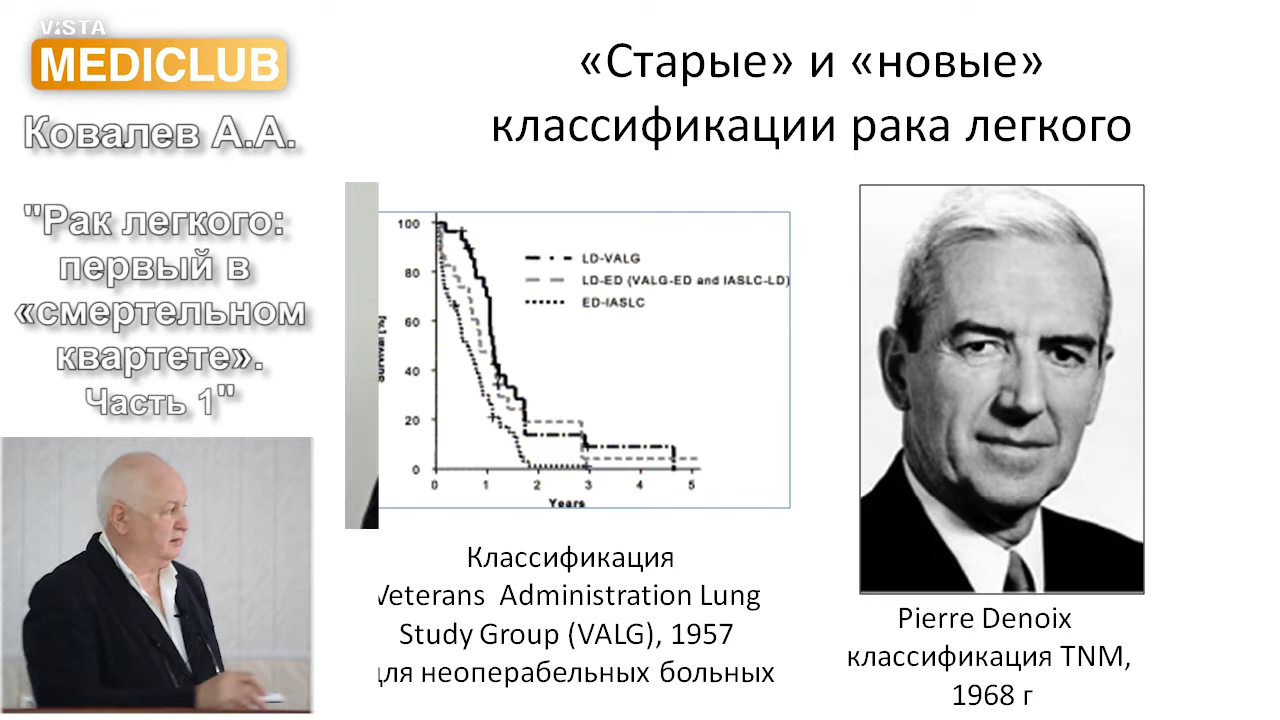 VISTA
MEDICLUB
Ковалев А.А.
"Рак легкого:
первый в
«смертельном
квартете».
Часть 1"
«Старые» и «новые»
классификации рака легкого
100
80
60
40
20
0
Survival [%]
LD-VALG
LD-ED (VALG-ED and IASLC-LD)
ED-IASLC
0 1 2 3 4 5
Years
Классификация
Veterans Administration Lung
Study Group (VALG), 1957
для неоперабельных больных
Pierre Denoix
классификация TNM,
1968 г